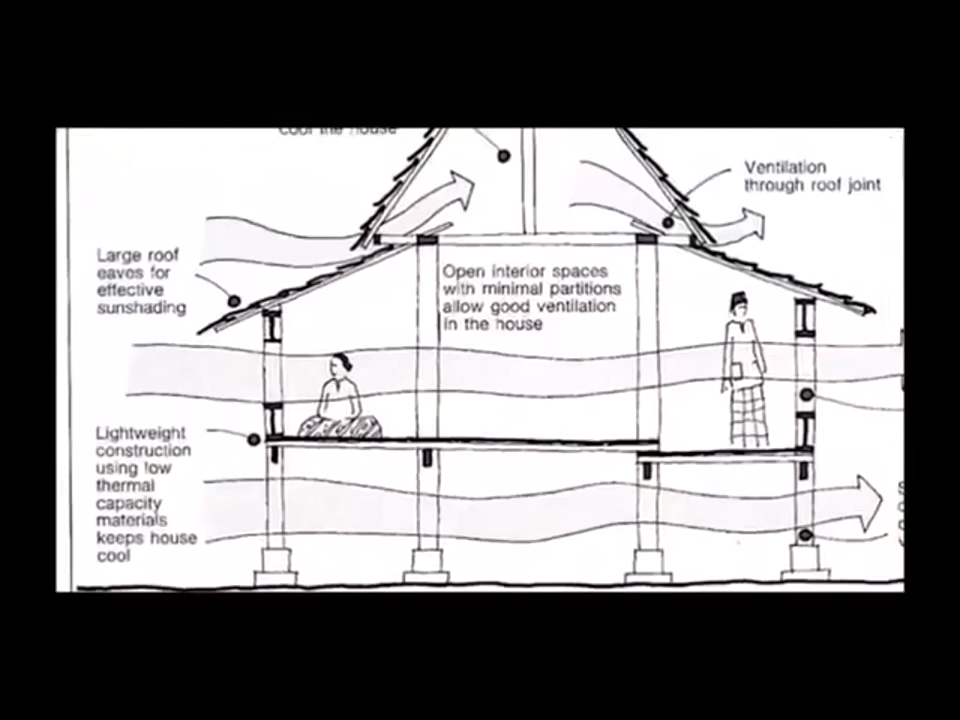 cool the house
Ventilation
through roof joint
Large roof
eaves for
effective
sunshading
Open interior spaces
with minimal partitions
allow good ventilation
in the house
Lightweight
construction
using low
thermal
capacity
materials
keeps house
cool